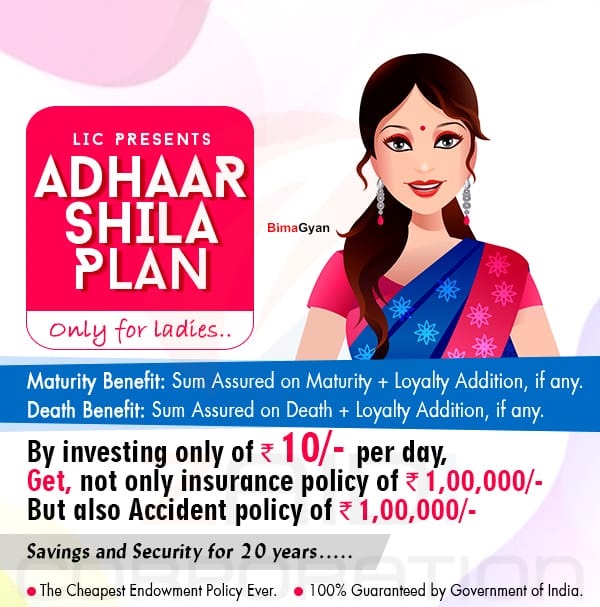 LIC PRESENTS
ADHAAR
SHILA
PLAN
Only for ladies..
BimaGyan
Maturity Benefit: Sum Assured on Maturity + Loyalty Addition, if any.
Death Benefit: Sum Assured on Death + Loyalty Addition, if any.
By investing only of ₹ 10/- per day,
Get, not only insurance policy of ₹ 1,00,000/-
But also Accident policy of ₹ 1,00,000/-
Savings and Security for 20 years.....
CORPORATION
• The Cheapest Endowment Policy Ever. • 100% Guaranteed by Government of India.